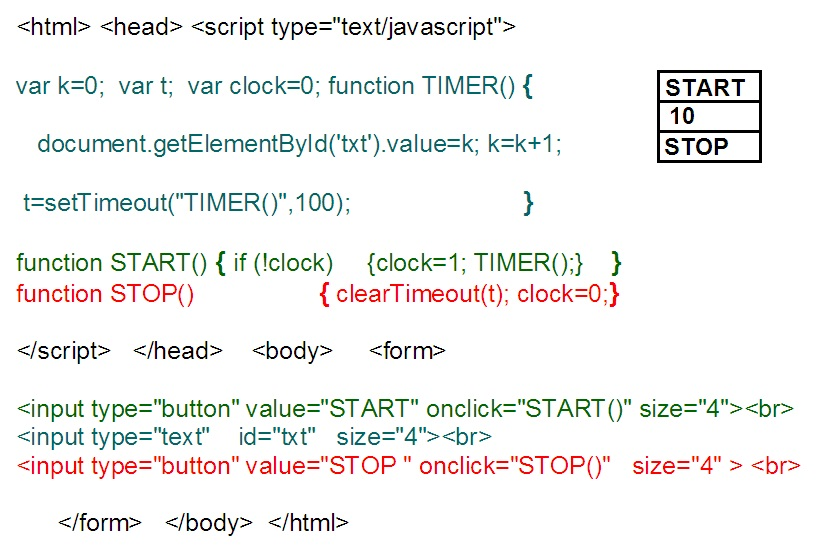 <html> <head> <script type="text/javascript">
var k=0; var t; var clock=0; function TIMER() {
document.getElementById('txt').value=k; k=k+1;
t=setTimeout("TIMER()",100); }
START
10
STOP
function START() { if (!clock) {clock=1; TIMER();} }
function STOP() { clearTimeout(t); clock=0;}
</script> </head> <body> <form>
<input type="button" value="START" onclick="START()" size="4"><br>
<input type="text" id="txt" size="4"><br>
<input type="button" value="STOP " onclick="STOP()" size="4" > <br>
</form> </body> </html>